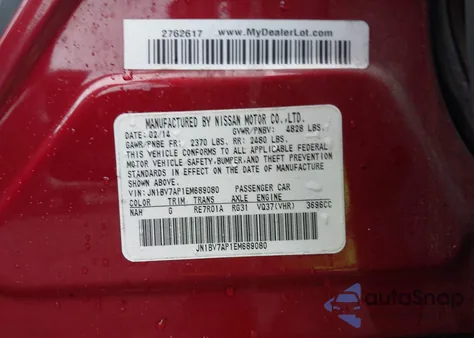 2762617 www.MyDealerLot.com
MANUFACTURED BY NISSAN MOTOR CO.,LTD.
DATE: 02/14 GVWR/PNBV: 4828 LBS.
GAWR/PNBE FR: 2370 LBS. RR: 2480 LBS.
THIS VEHICLE CONFORMS TO ALL APPLICABLE FEDERAL
MOTOR VEHICLE SAFETY,BUMPER,AND THEFT PREVENTION
STANDARDS IN EFFECT ON THE DATE OF MANUFACTURE
SHOWN ABOVE.
VIN: JN1BV7AP1EM689080 PASSENGER CAR
COLOR TRIM TRANS AXLE ENGINE
NAH G RE7R01A RG31 VQ37(VHR) 3696CC
JN1BV7AP1EM689080
autoSnap